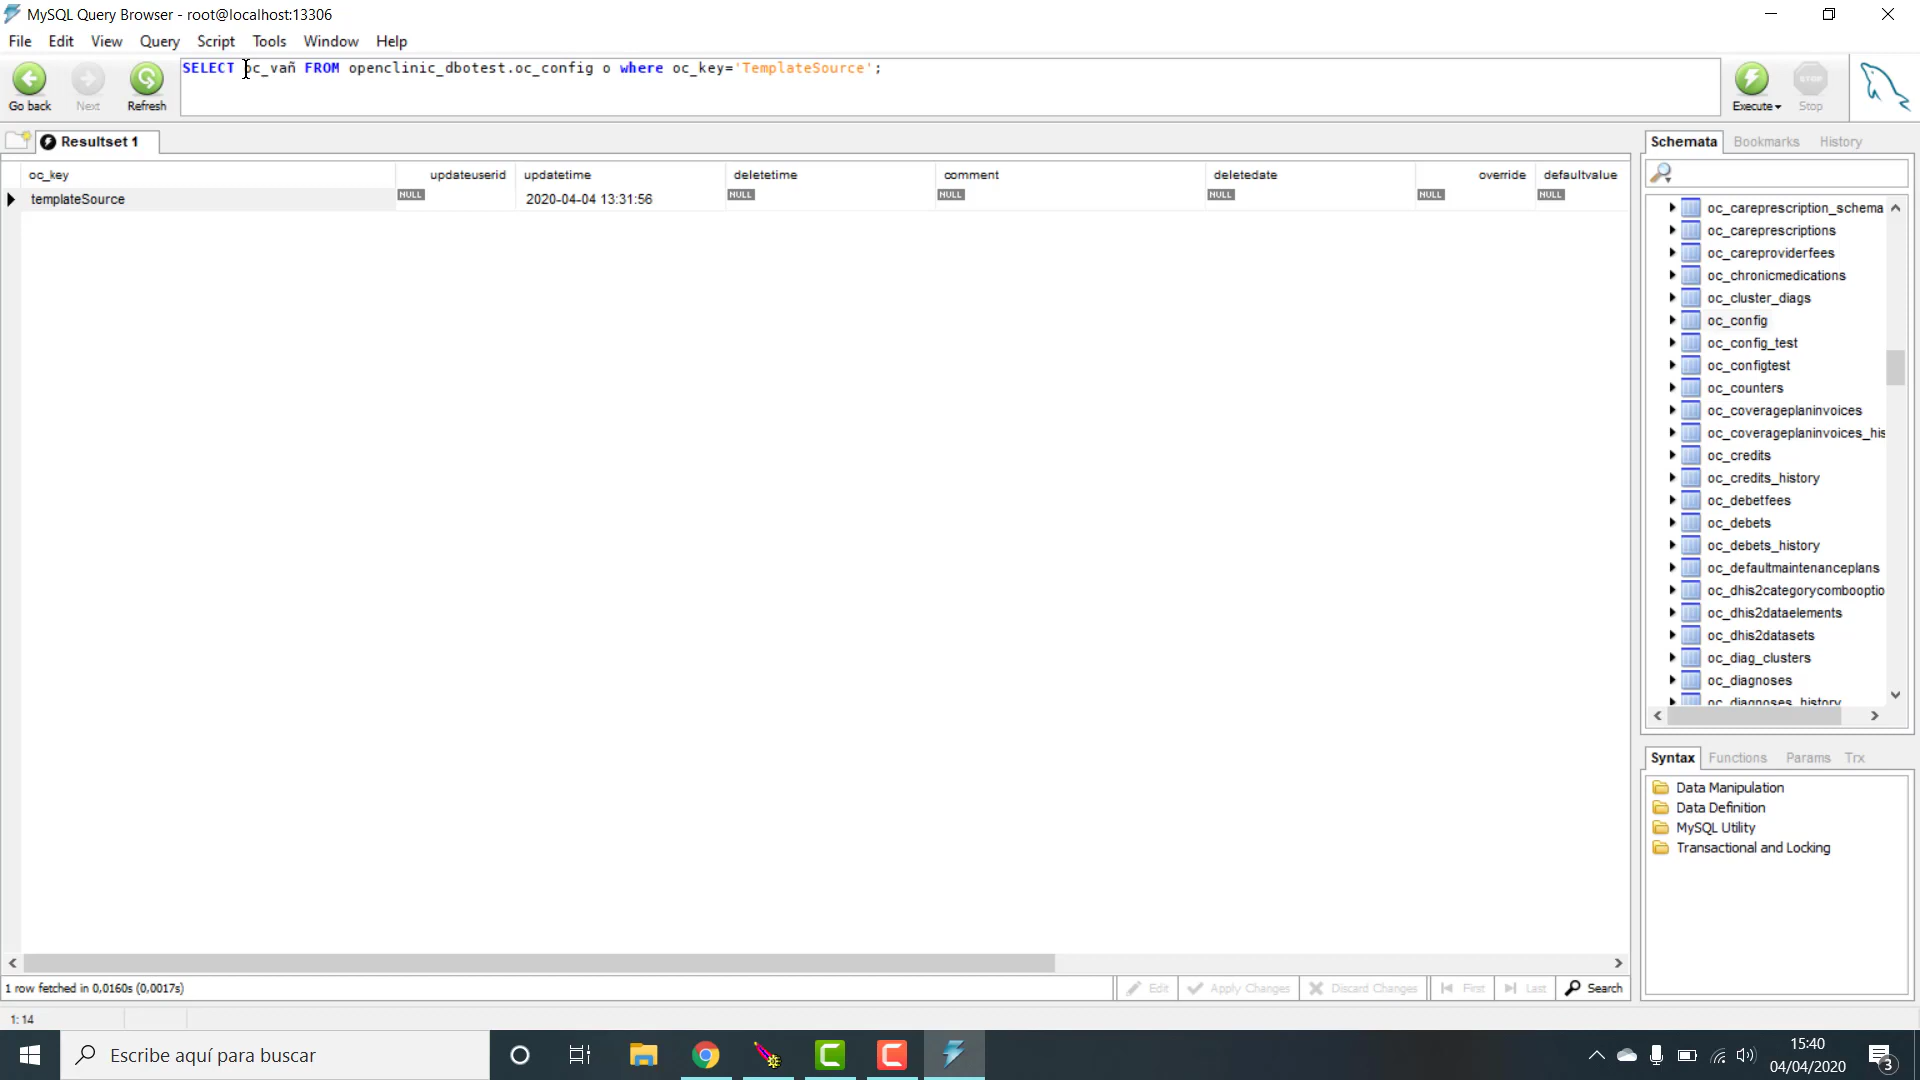 MySQL Query Browser - root@localhost:13306
File Edit View Query Script Tools Window Help
SELECT oc_vañ FROM openclinic_dbotest.oc_config o where oc_key='TemplateSource';
Go back Next Refresh Execute STOP Stop
Resultset 1
oc_key updateuserid updatetime deletetime comment deletedate override defaultvalue
templateSource NULL 2020-04-04 13:31:56 NULL NULL NULL NULL NULL
Schemata Bookmarks History
oc_careprescription_schema
oc_careprescriptions
oc_careproviderfees
oc_chronicmedications
oc_cluster_diags
oc_config
oc_config_test
oc_configtest
oc_counters
oc_coverageplaninvoices
oc_coverageplaninvoices_his
oc_credits
oc_credits_history
oc_debetfees
oc_debets
oc_debets_history
oc_defaultmaintenanceplans
oc_dhis2categorycombooptio
oc_dhis2dataelements
oc_dhis2datasets
oc_diag_clusters
oc_diagnoses
oc_diagnoses_history
Syntax Functions Params Trx
Data Manipulation
Data Definition
MySQL Utility
Transactional and Locking
1 row fetched in 0,0160s (0,0017s) Edit Apply Changes Discard Changes First Last Search
1: 14
Escribe aquí para buscar
15:40
04/04/2020
3